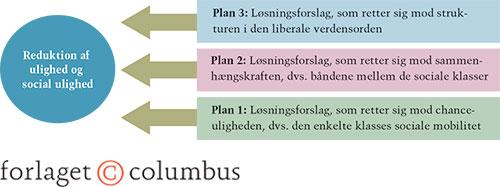 Reduktion af
ulighed og
social ulighed
Plan 3: Løsningsforslag, som retter sig mod struk-
turen i den liberale verdensorden
Plan 2: Løsningsforslag, som retter sig mod sammen-
hængskraften, dvs. båndene mellem de sociale klasser
Plan 1: Løsningsforslag, som retter sig mod chance-
uligheden, dvs. den enkelte klasses sociale mobilitet
forlaget © columbus